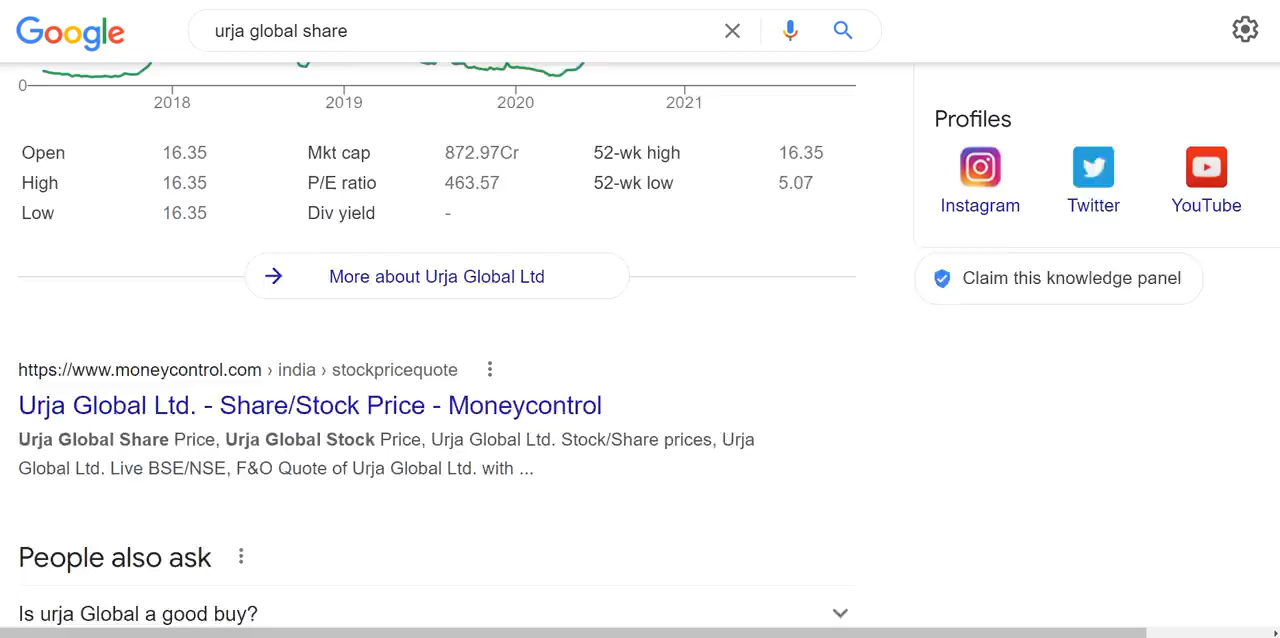 Google
urja global share
0
2018 2019 2020 2021
Open 16.35 Mkt cap 872.97Cr 52-wk high 16.35
High 16.35 P/E ratio 463.57 52-wk low 5.07
Low 16.35 Div yield -
More about Urja Global Ltd
Profiles
Instagram Twitter YouTube
Claim this knowledge panel
https://www.moneycontrol.com › india › stockpricequote
Urja Global Ltd. - Share/Stock Price - Moneycontrol
Urja Global Share Price, Urja Global Stock Price, Urja Global Ltd. Stock/Share prices, Urja
Global Ltd. Live BSE/NSE, F&O Quote of Urja Global Ltd. with ...
People also ask
Is urja Global a good buy?